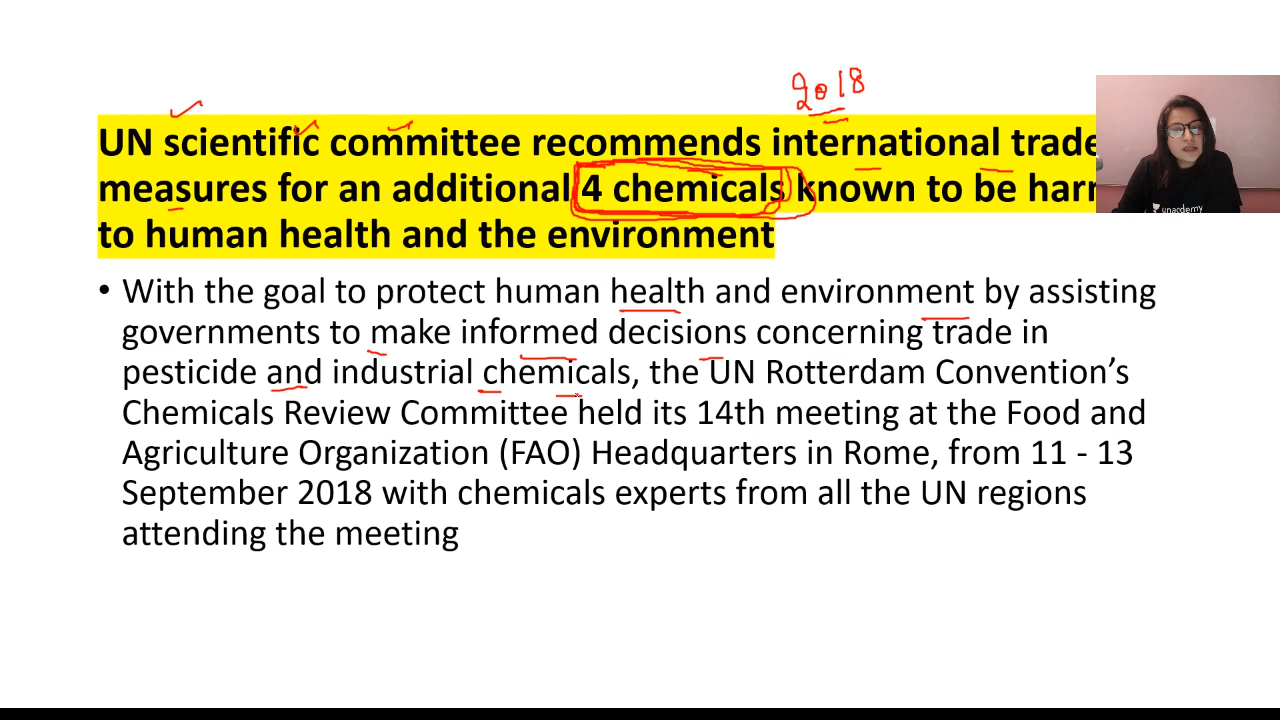 2018
UN scientific committee recommends international trade
measures for an additional 4 chemicals known to be
to human health and the environment
• With the goal to protect human health and environment by assisting
governments to make informed decisions concerning trade in
pesticide and industrial chemicals, the UN Rotterdam Convention's
Chemicals Review Committee held its 14th meeting at the Food and
Agriculture Organization (FAO) Headquarters in Rome, from 11 - 13
September 2018 with chemicals experts from all the UN regions
attending the meeting
unacademy